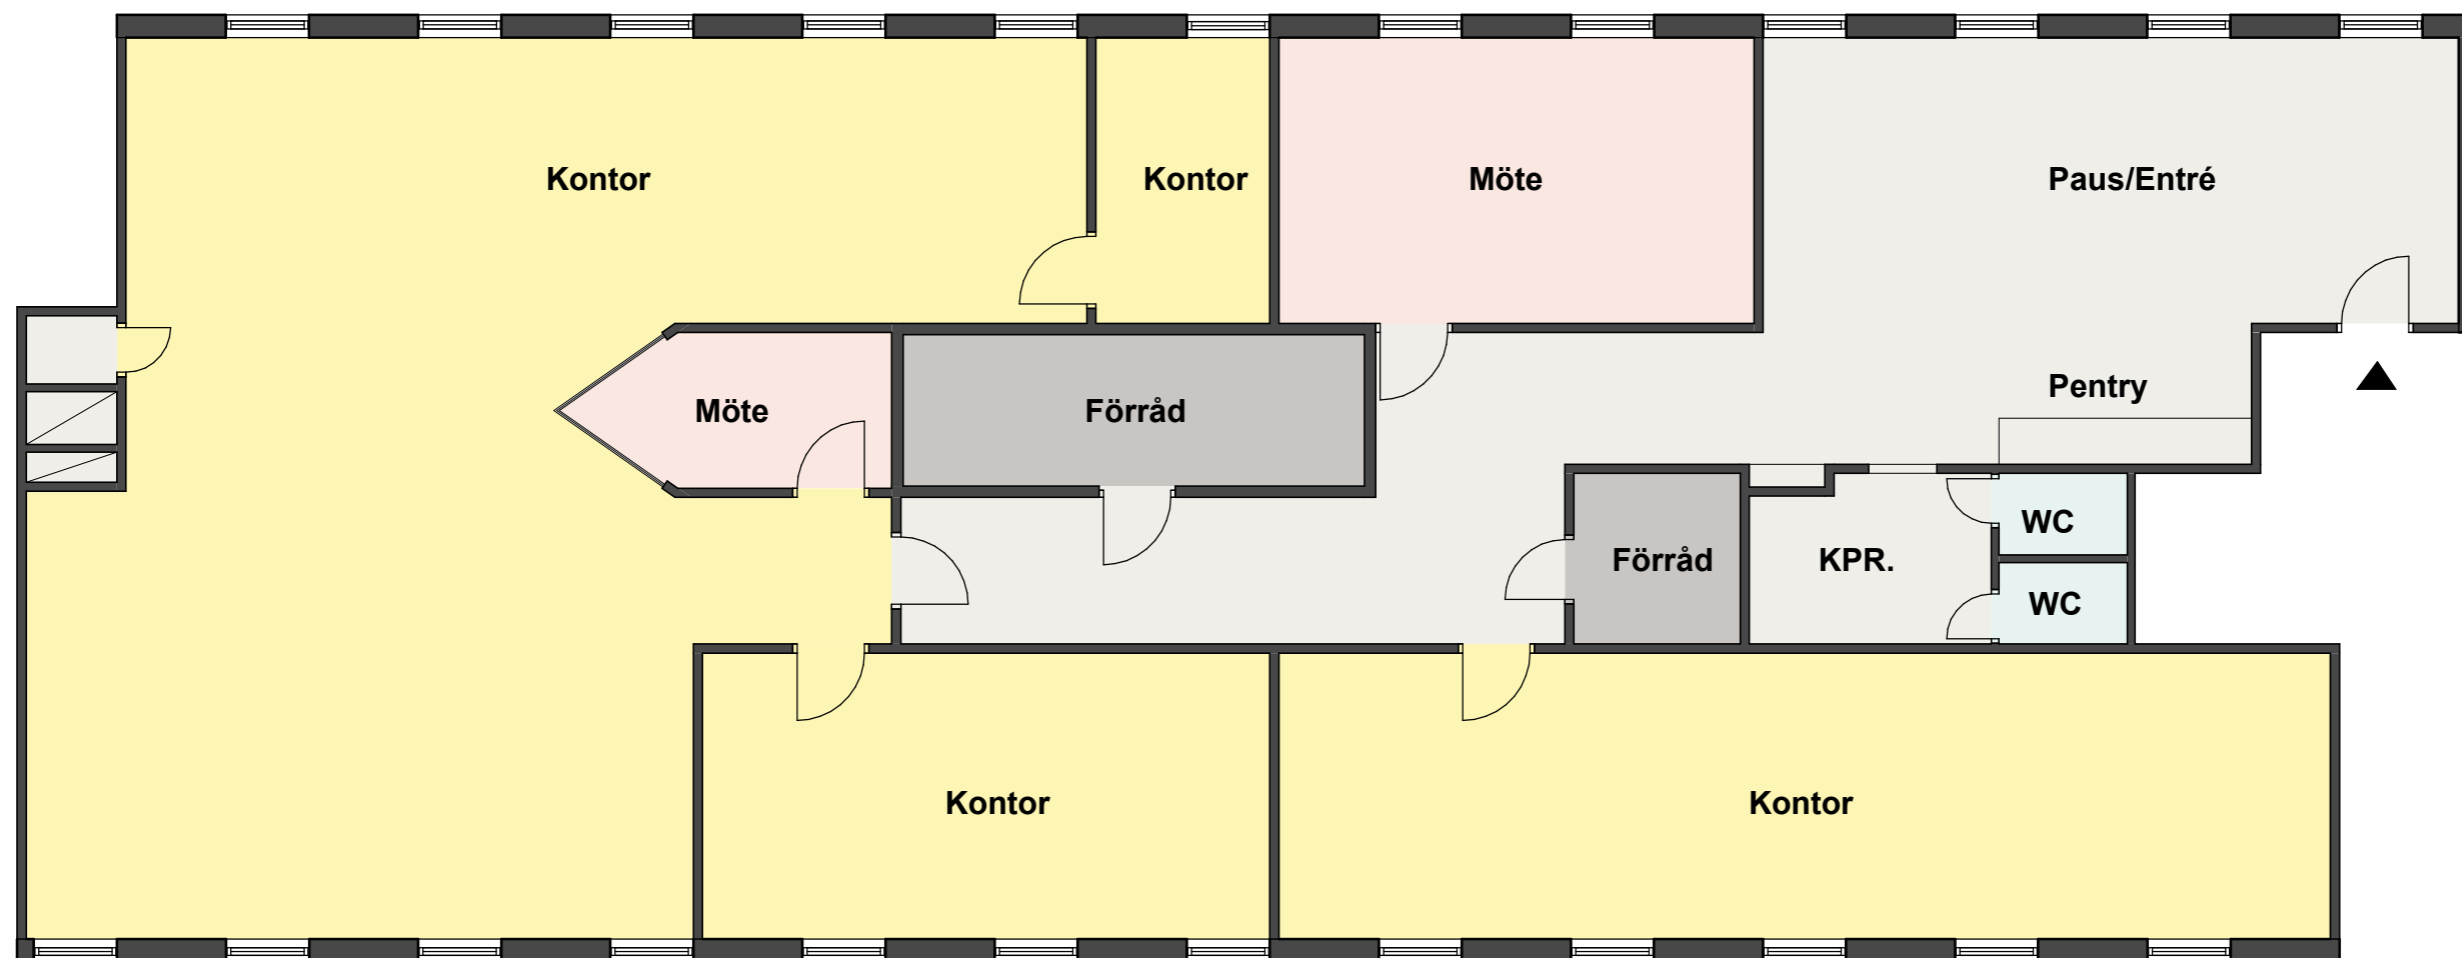 Kontor
Kontor
Möte
Paus/Entré
Pentry
Möte
Förråd
WC
Förråd
KPR.
WC
Kontor
Kontor